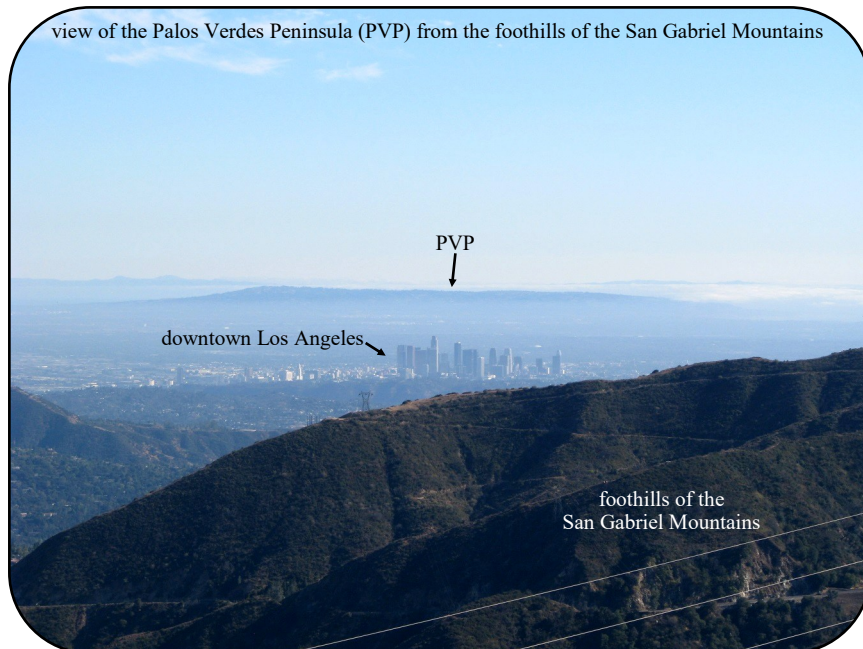 view of the Palos Verdes Peninsula (PVP) from the foothills of the San Gabriel Mountains
PVP
downtown Los Angeles
foothills of the
San Gabriel Mountains